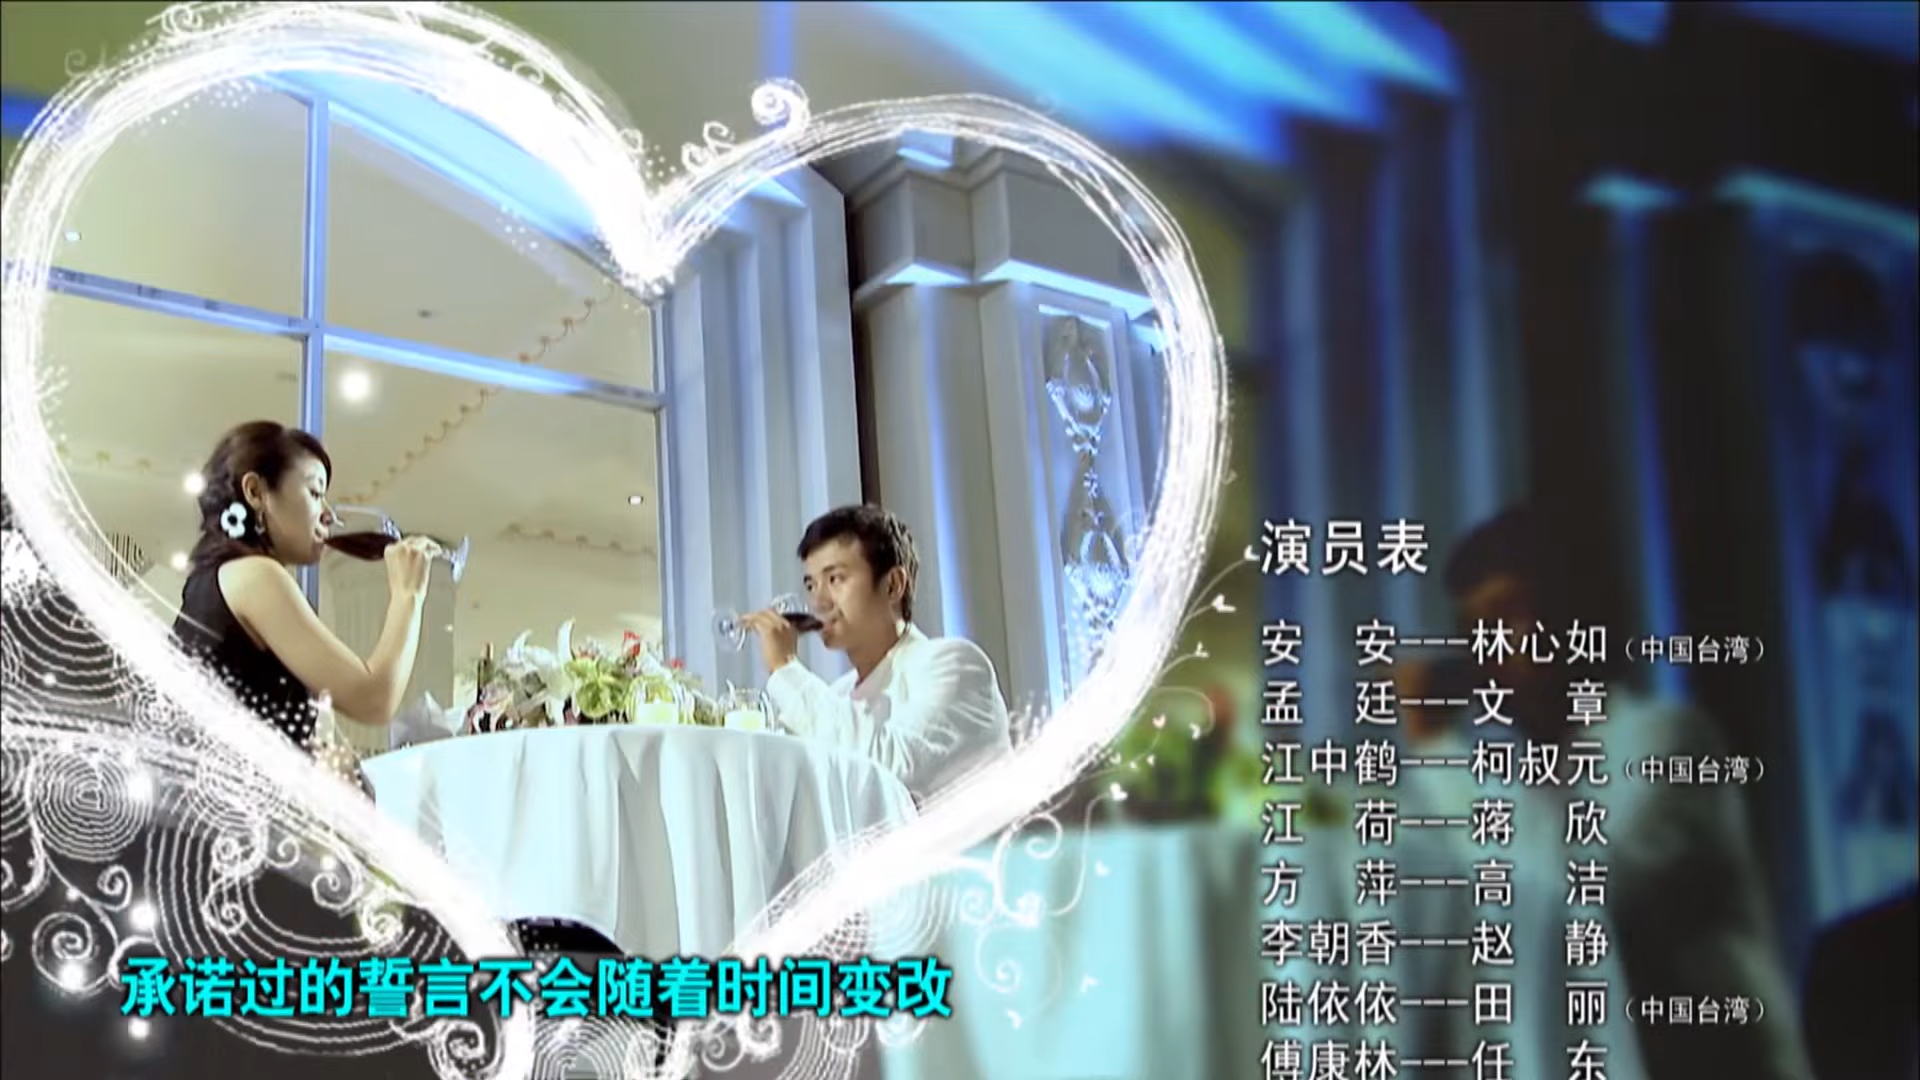 演员表
安 安---林心如（中国台湾）
孟 廷---文 章
江中鹤---柯叔元（中国台湾）
江 荷---蒋 欣
方 萍---高 洁
李朝香---赵 静
陆依依---田 丽（中国台湾）
傅康林---任 东
承诺过的誓言不会随着时间变改